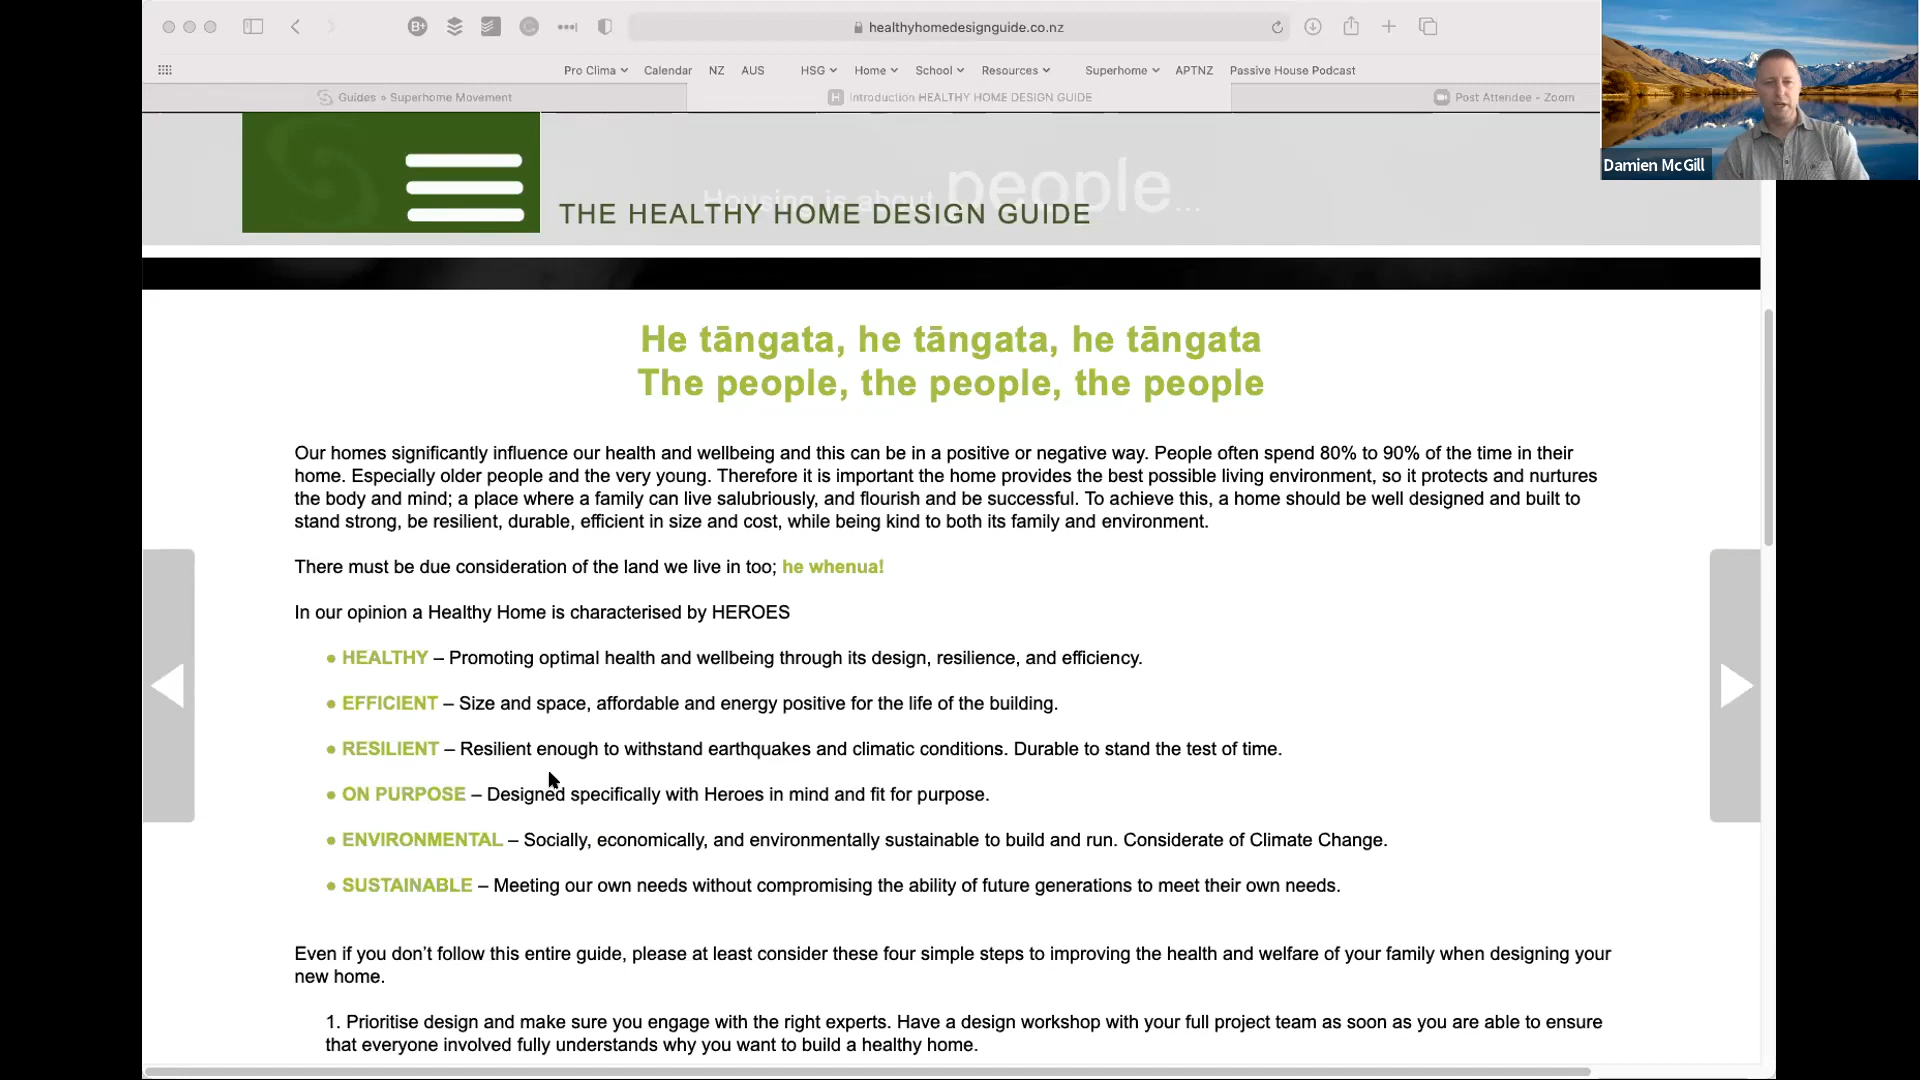 healthyhomedesignguide.co.nz
Pro Clima Calendar NZ AUS HSG Home School Resources Superhome APTNZ Passive House Podcast
Guides » Superhome Movement
Introduction HEALTHY HOME DESIGN GUIDE
Post Attendee - Zoom
Damien McGill
Housing is about people...
THE HEALTHY HOME DESIGN GUIDE
He tāngata, he tāngata, he tāngata
The people, the people, the people
Our homes significantly influence our health and wellbeing and this can be in a positive or negative way. People often spend 80% to 90% of the time in their
home. Especially older people and the very young. Therefore it is important the home provides the best possible living environment, so it protects and nurtures
the body and mind; a place where a family can live salubriously, and flourish and be successful. To achieve this, a home should be well designed and built to
stand strong, be resilient, durable, efficient in size and cost, while being kind to both its family and environment.
There must be due consideration of the land we live in too; he whenua!
In our opinion a Healthy Home is characterised by HEROES
• HEALTHY – Promoting optimal health and wellbeing through its design, resilience, and efficiency.
• EFFICIENT – Size and space, affordable and energy positive for the life of the building.
• RESILIENT – Resilient enough to withstand earthquakes and climatic conditions. Durable to stand the test of time.
• ON PURPOSE – Designed specifically with Heroes in mind and fit for purpose.
• ENVIRONMENTAL – Socially, economically, and environmentally sustainable to build and run. Considerate of Climate Change.
• SUSTAINABLE – Meeting our own needs without compromising the ability of future generations to meet their own needs.
Even if you don't follow this entire guide, please at least consider these four simple steps to improving the health and welfare of your family when designing your
new home.
1. Prioritise design and make sure you engage with the right experts. Have a design workshop with your full project team as soon as you are able to ensure
that everyone involved fully understands why you want to build a healthy home.